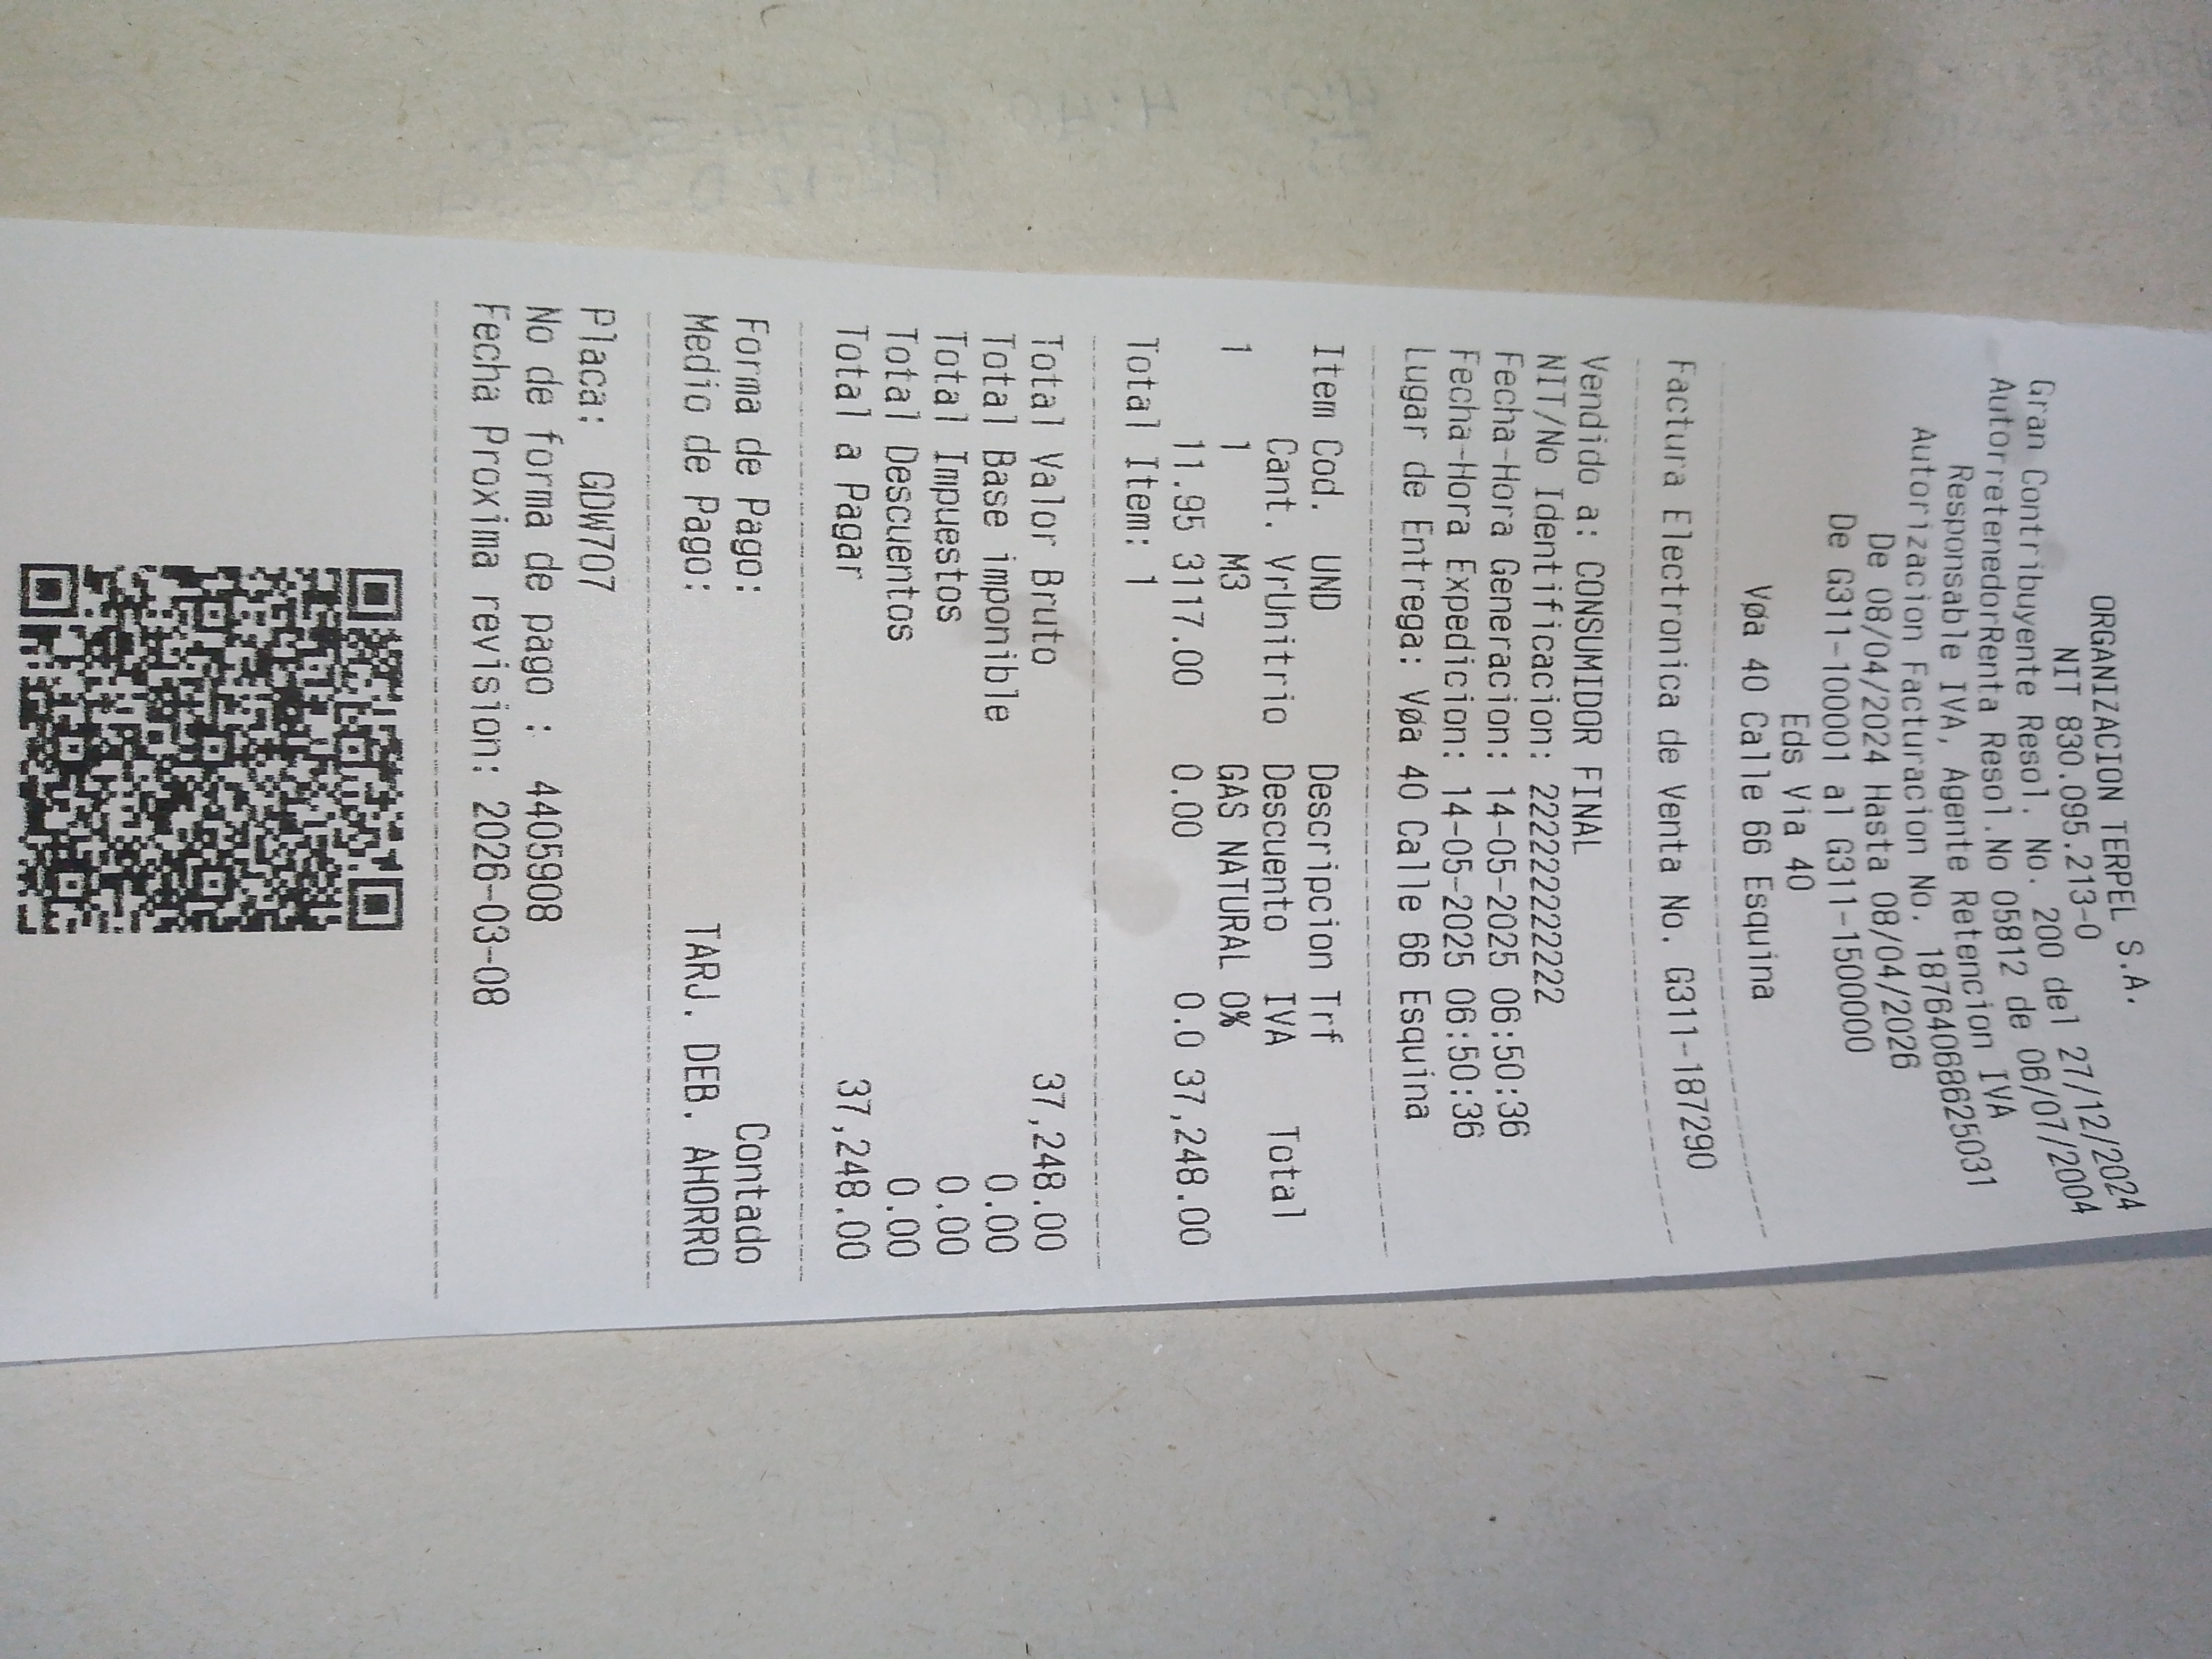 ORGANIZACION TERPEL S.A.
NIT 830.095.213-0
Gran Contribuyente Resol. No. 200 del 27/12/2024
AutorretenedorRenta Resol.No 05812 de 06/07/2004
Responsable IVA, Agente Retencion IVA
Autorizacion Facturacion No. 18764068625031
De 08/04/2024 Hasta 08/04/2026
De G311-100001 al G311-1500000
Eds Via 40
Vøa 40 Calle 66 Esquina
Factura Electronica de Venta No. G311-187290
Vendido a: CONSUMIDOR FINAL
NIT/No Identificacion: 222222222222
Fecha-Hora Generacion: 14-05-2025 06:50:36
Fecha-Hora Expedicion: 14-05-2025 06:50:36
Lugar de Entrega: Vøa 40 Calle 66 Esquina
Item Cod. UND Descripcion Trf
Cant. VrUnitrio Descuento IVA Total
1 1 M3 GAS NATURAL 0%
11.95 3117.00 0.00 0.0 37,248.00
Total Item: 1
Total Valor Bruto 37,248.00
Total Base imponible 0.00
Total Impuestos 0.00
Total Descuentos 0.00
Total a Pagar 37,248.00
Forma de Pago: Contado
Medio de Pago: TARJ. DEB. AHORRO
Placa: GDW707
No de forma de pago : 4405908
Fecha Proxima revision: 2026-03-08